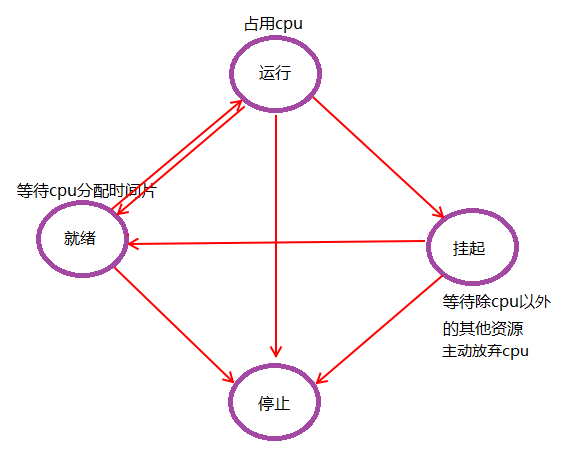 占用cpu
运行
等待cpu分配时间片
就绪
挂起
等待除cpu以外
的其他资源
主动放弃cpu
停止